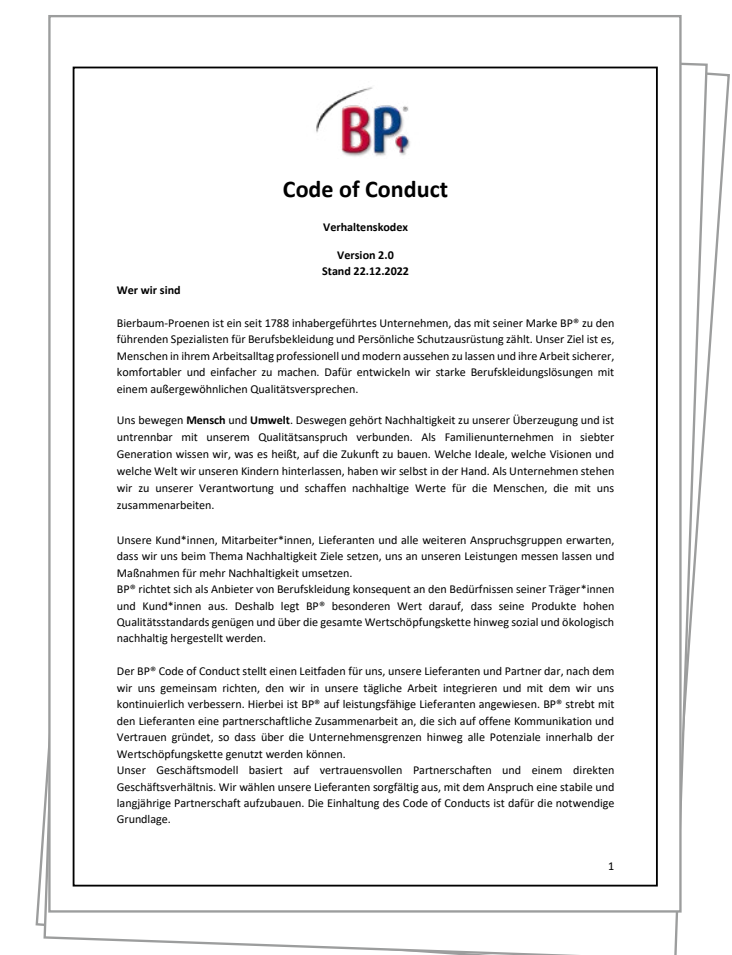 BP®
Code of Conduct
Verhaltenskodex
Version 2.0
Stand 22.12.2022
Wer wir sind
Bierbaum-Proenen ist ein seit 1788 inhabergeführtes Unternehmen, das mit seiner Marke BP® zu den
führenden Spezialisten für Berufsbekleidung und Persönliche Schutzausrüstung zählt. Unser Ziel ist es,
Menschen in ihrem Arbeitsalltag professionell und modern aussehen zu lassen und ihre Arbeit sicherer,
komfortabler und einfacher zu machen. Dafür entwickeln wir starke Berufskleidungslösungen mit
einem außergewöhnlichen Qualitätsversprechen.
Uns bewegen Mensch und Umwelt. Deswegen gehört Nachhaltigkeit zu unserer Überzeugung und ist
untrennbar mit unserem Qualitätsanspruch verbunden. Als Familienunternehmen in siebter
Generation wissen wir, was es heißt, auf die Zukunft zu bauen. Welche Ideale, welche Visionen und
welche Welt wir unseren Kindern hinterlassen, haben wir selbst in der Hand. Als Unternehmen stehen
wir zu unserer Verantwortung und schaffen nachhaltige Werte für die Menschen, die mit uns
zusammenarbeiten.
Unsere Kund*innen, Mitarbeiter*innen, Lieferanten und alle weiteren Anspruchsgruppen erwarten,
dass wir uns beim Thema Nachhaltigkeit Ziele setzen, uns an unseren Leistungen messen lassen und
Maßnahmen für mehr Nachhaltigkeit umsetzen.
BP® richtet sich als Anbieter von Berufskleidung konsequent an den Bedürfnissen seiner Träger*innen
und Kund*innen aus. Deshalb legt BP® besonderen Wert darauf, dass seine Produkte hohen
Qualitätsstandards genügen und über die gesamte Wertschöpfungskette hinweg sozial und ökologisch
nachhaltig hergestellt werden.
Der BP® Code of Conduct stellt einen Leitfaden für uns, unsere Lieferanten und Partner dar, nach dem
wir uns gemeinsam richten, den wir in unsere tägliche Arbeit integrieren und mit dem wir uns
kontinuierlich verbessern. Hierbei ist BP® auf leistungsfähige Lieferanten angewiesen. BP® strebt mit
den Lieferanten eine partnerschaftliche Zusammenarbeit an, die sich auf offene Kommunikation und
Vertrauen gründet, so dass über die Unternehmensgrenzen hinweg alle Potenziale innerhalb der
Wertschöpfungskette genutzt werden können.
Unser Geschäftsmodell basiert auf vertrauensvollen Partnerschaften und einem direkten
Geschäftsverhältnis. Wir wählen unsere Lieferanten sorgfältig aus, mit dem Anspruch eine stabile und
langjährige Partnerschaft aufzubauen. Die Einhaltung des Code of Conducts ist dafür die notwendige
Grundlage.
1